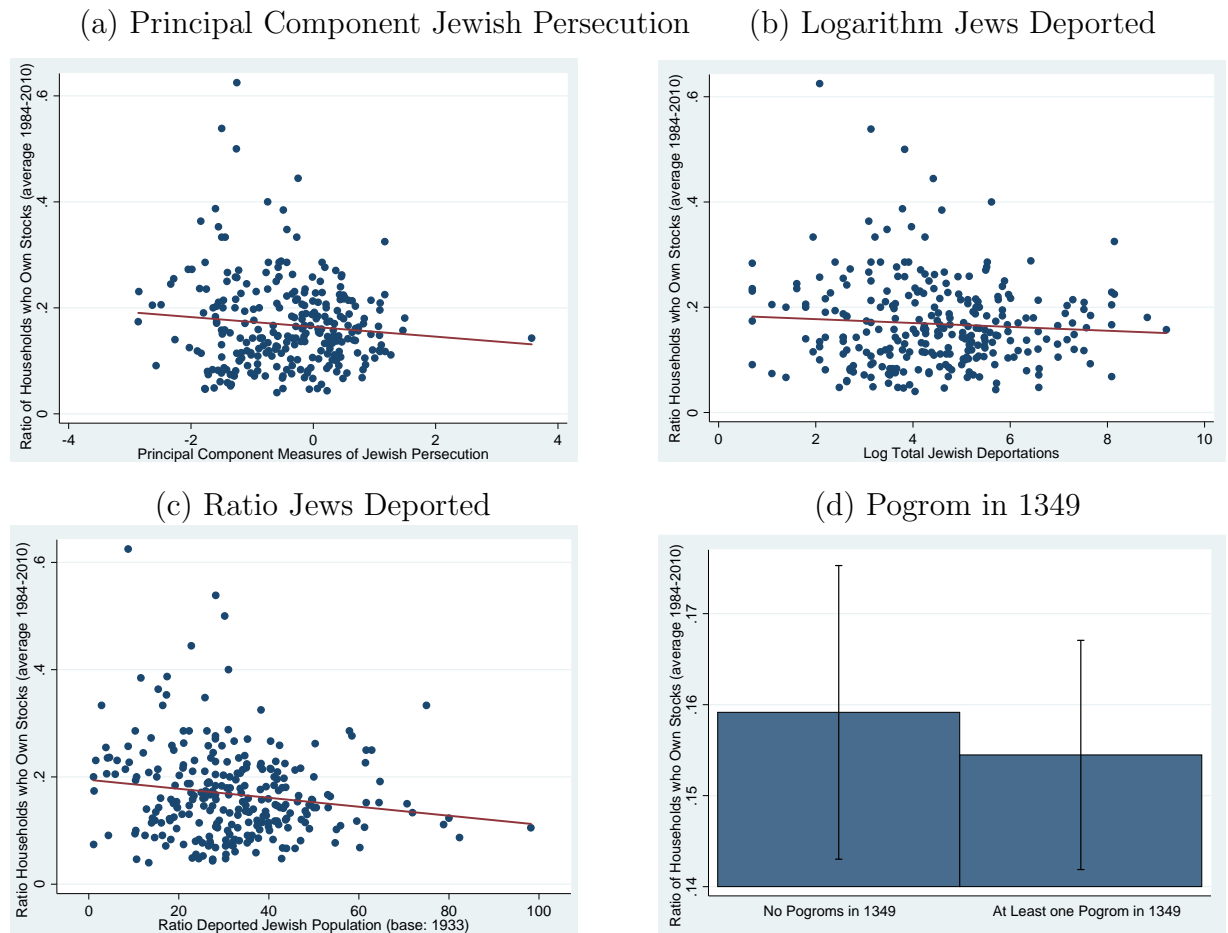 (a) Principal Component Jewish Persecution
(b) Logarithm Jews Deported
Ratio of Households who Own Stocks (average 1984-2010)
.6
.4
.2
0
-4
-2
0
2
4
Principal Component Measures of Jewish Persecution
Ratio Households who Own Stocks (average 1984-2010)
.6
.4
.2
0
0
2
4
6
8
10
Log Total Jewish Deportations
(c) Ratio Jews Deported
(d) Pogrom in 1349
Ratio Households who Own Stocks (average 1984-2010)
.6
.4
.2
0
0
20
40
60
80
100
Ratio Deported Jewish Population (base: 1933)
Ratio of Households who Own Stocks (average 1984-2010)
.17
.16
.15
.14
No Pogroms in 1349
At Least one Pogrom in 1349